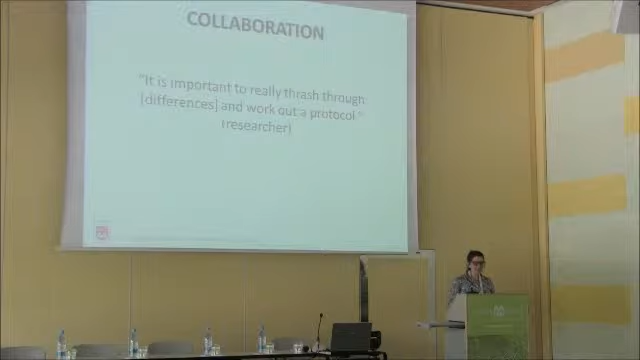 COLLABORATION
"It is important to really thrash through
[differences] and work out a protocol."
(researcher)